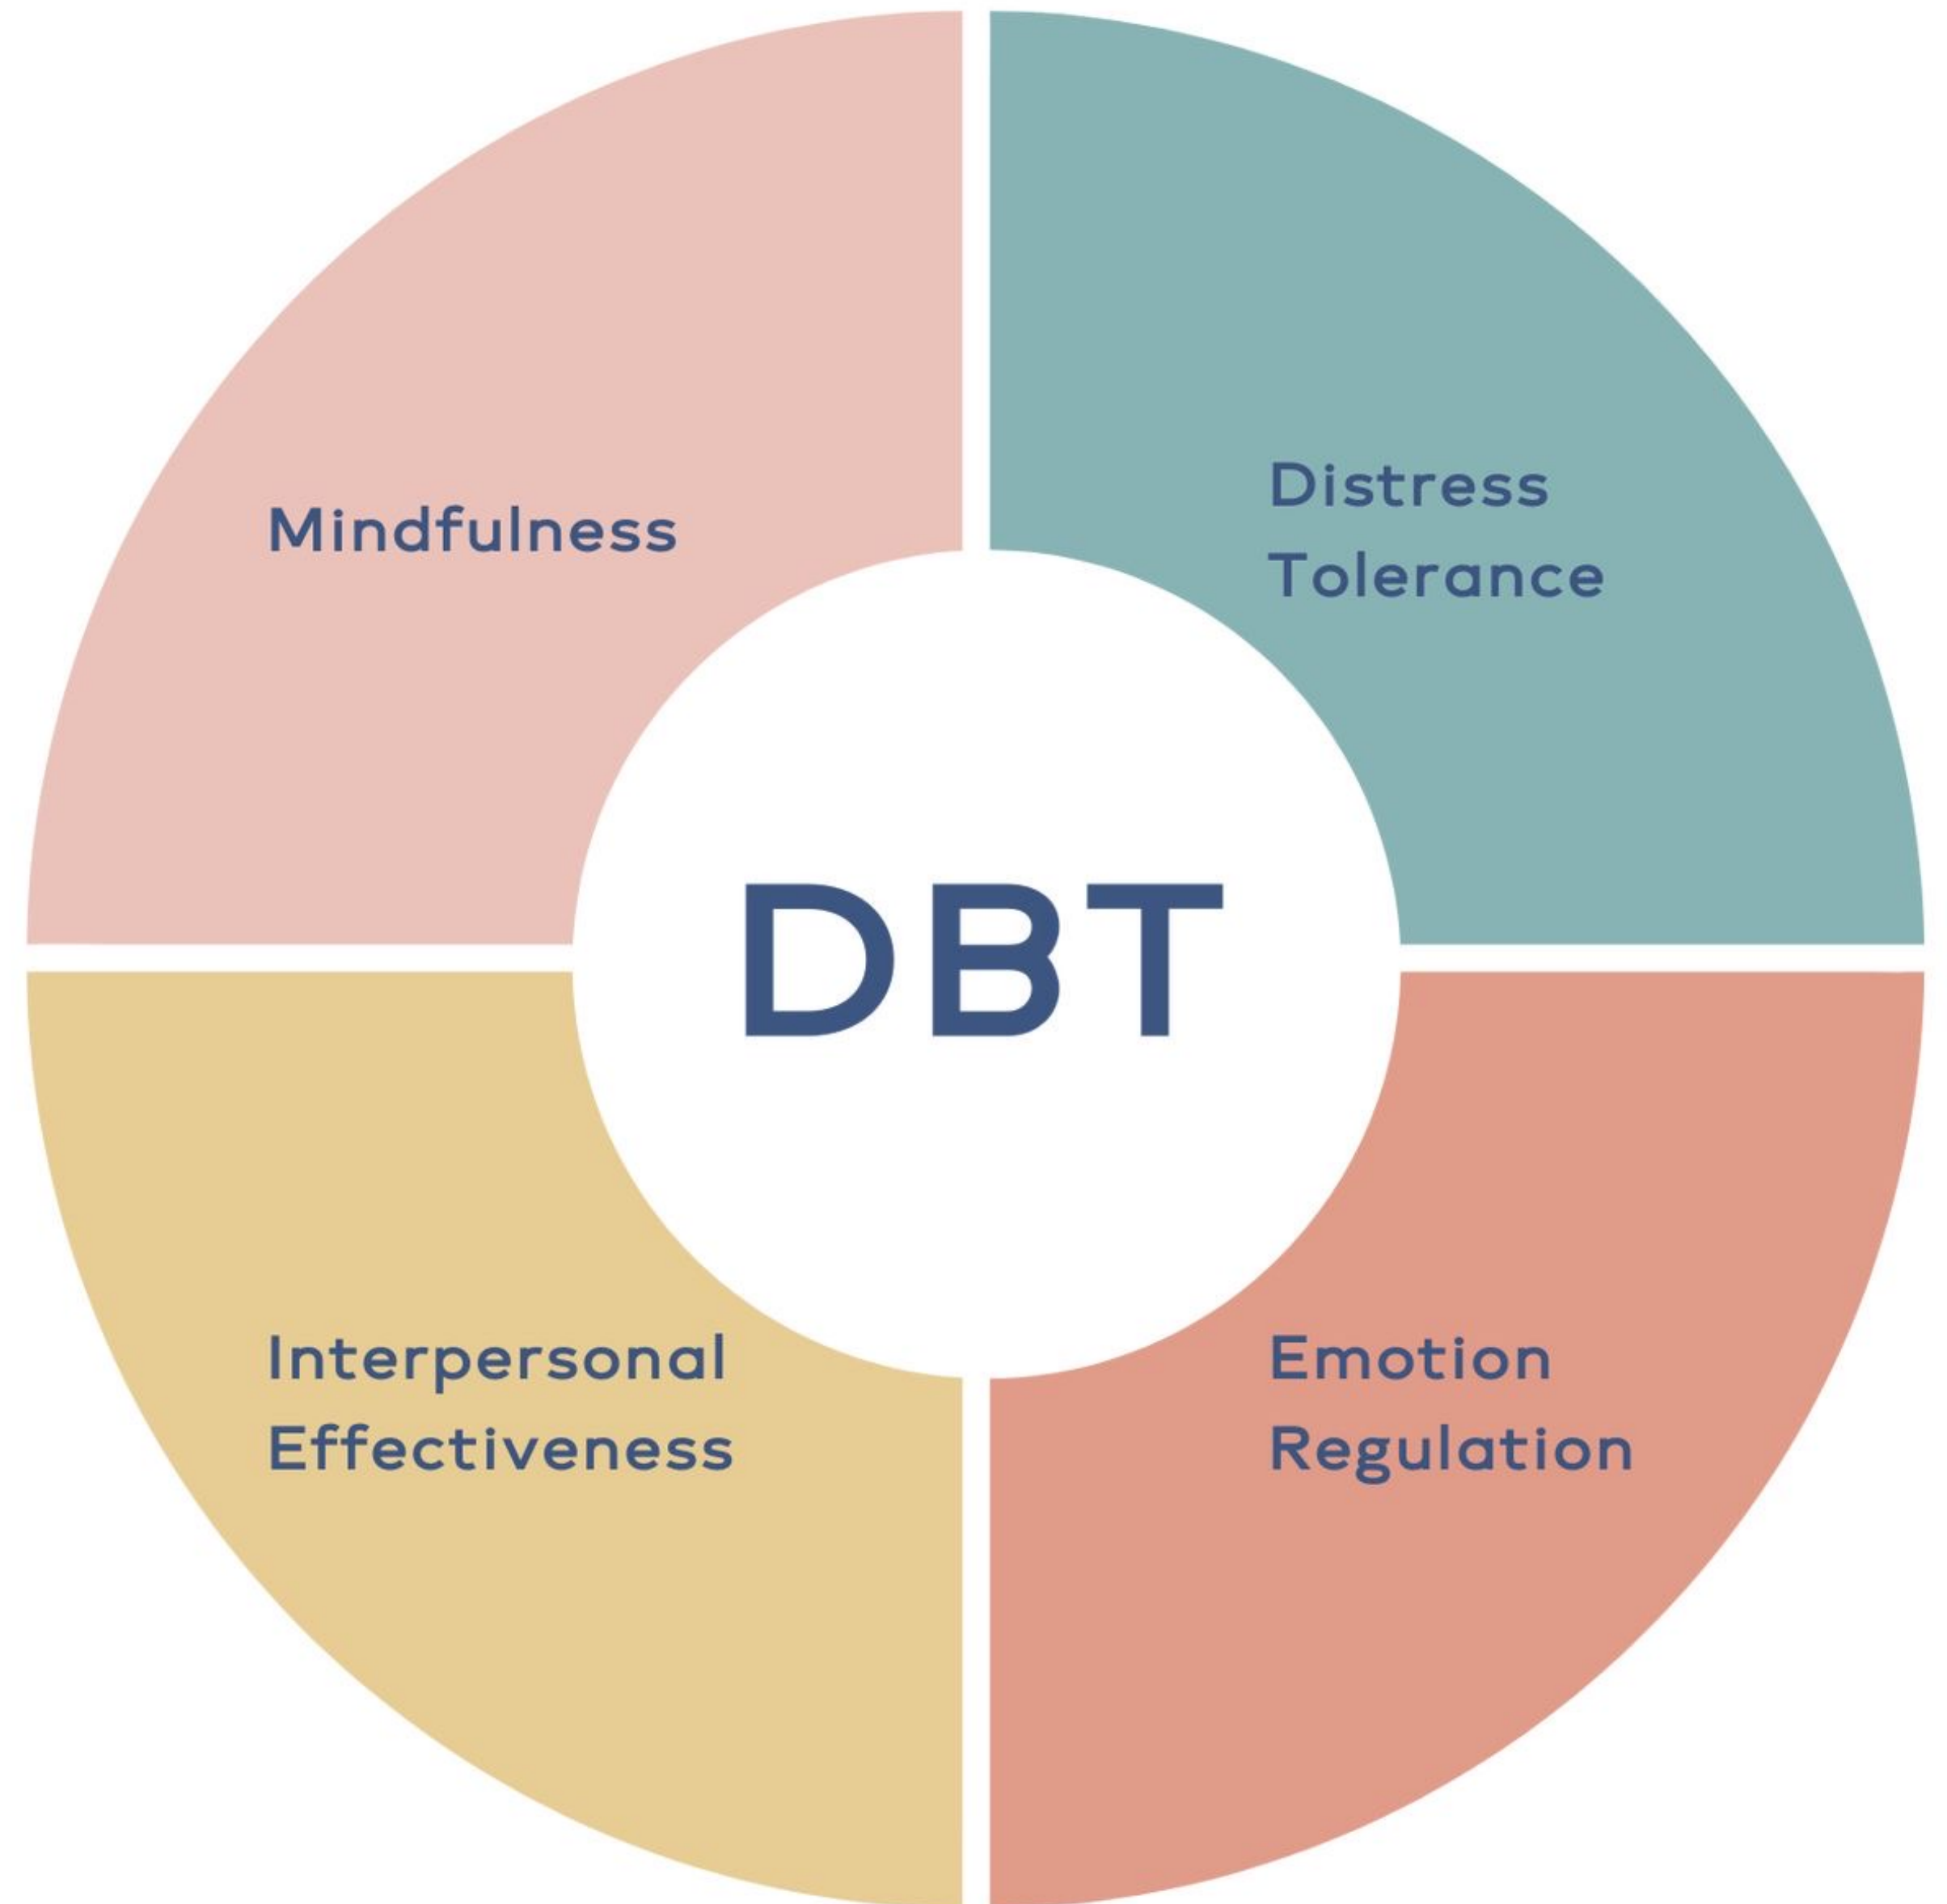 Mindfulness
Distress
Tolerance
DBT
Interpersonal
Effectiveness
Emotion
Regulation